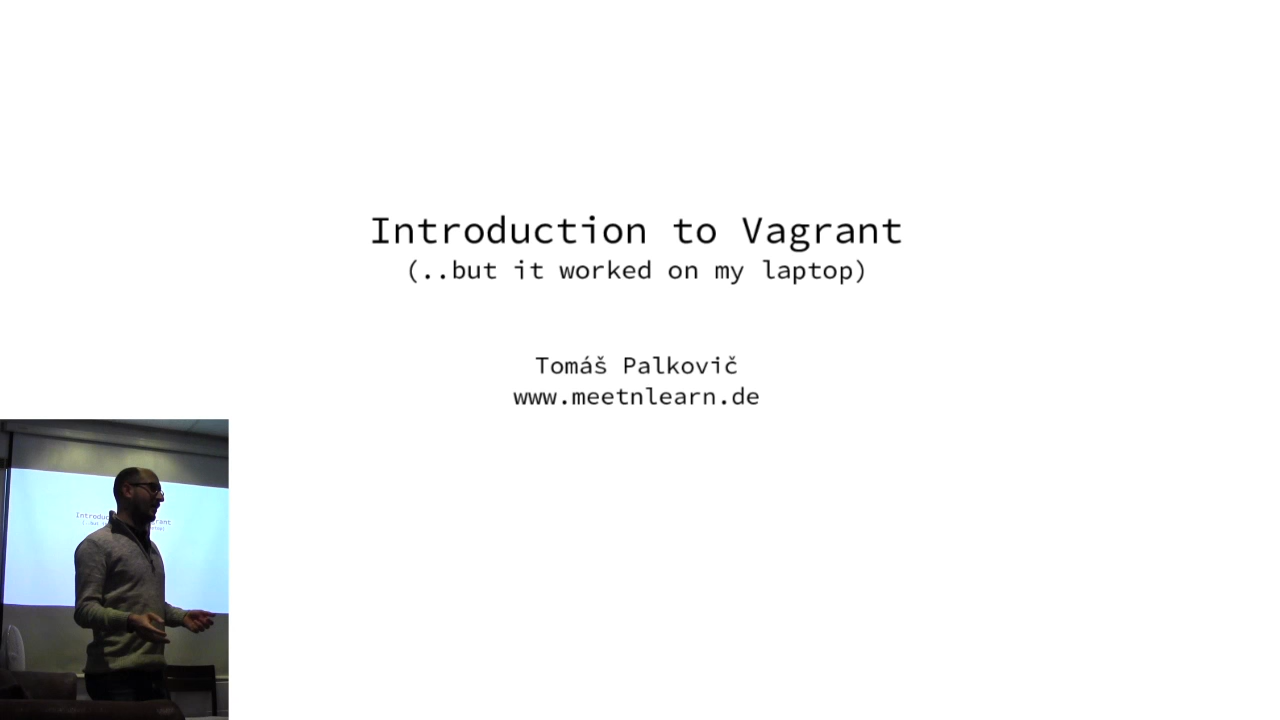 Introduction to Vagrant
(..but it worked on my laptop)
Tomáš Palkovič
www.meetnlearn.de